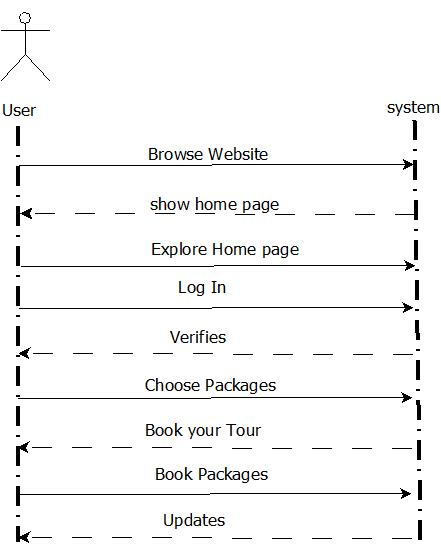 User
system
Browse Website
show home page
Explore Home page
Log In
Verifies
Choose Packages
Book your Tour
Book Packages
Updates